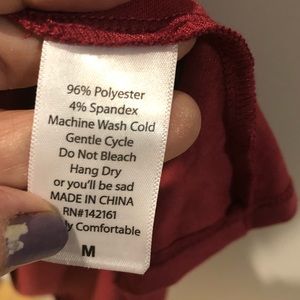 96% Polyester
4% Spandex
Machine Wash Cold
Gentle Cycle
Do Not Bleach
Hang Dry
or you'll be sad
MADE IN CHINA
RN#142161
Comfortable
M